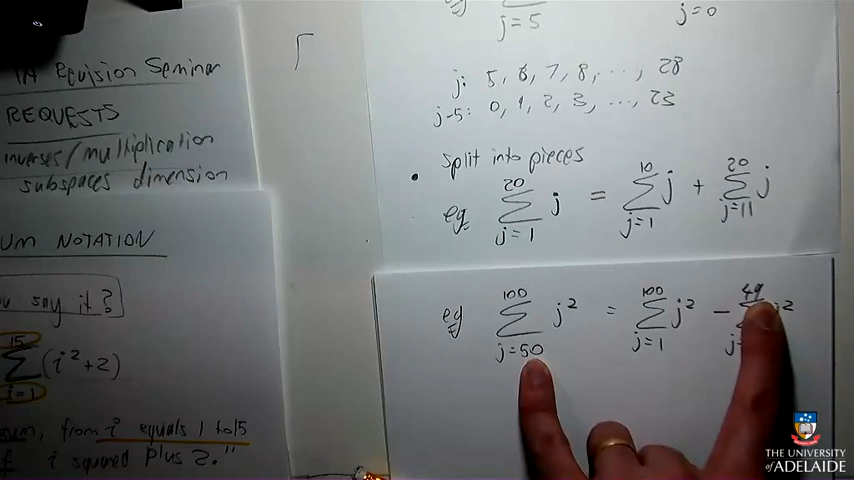 Revision Seminar
REQUESTS
inverses/multiplication
subspaces dimension
NOTATION
say it?
15
∑ (i²+2)
i=1
from i equals 1 to 15
i squared plus 2."
eg
j=5
j=0
j: 5, 6, 7, 8, ..., 28
j-5: 0, 1, 2, 3, ..., 23
• split into pieces
eg 20 ∑ j=1 j = 10 ∑ j=1 j + 20 ∑ j=11 j
eg 100 ∑ j=50 j² = 100 ∑ j=1 j² - 49 ∑ j²
THE UNIVERSITY
of ADELAIDE